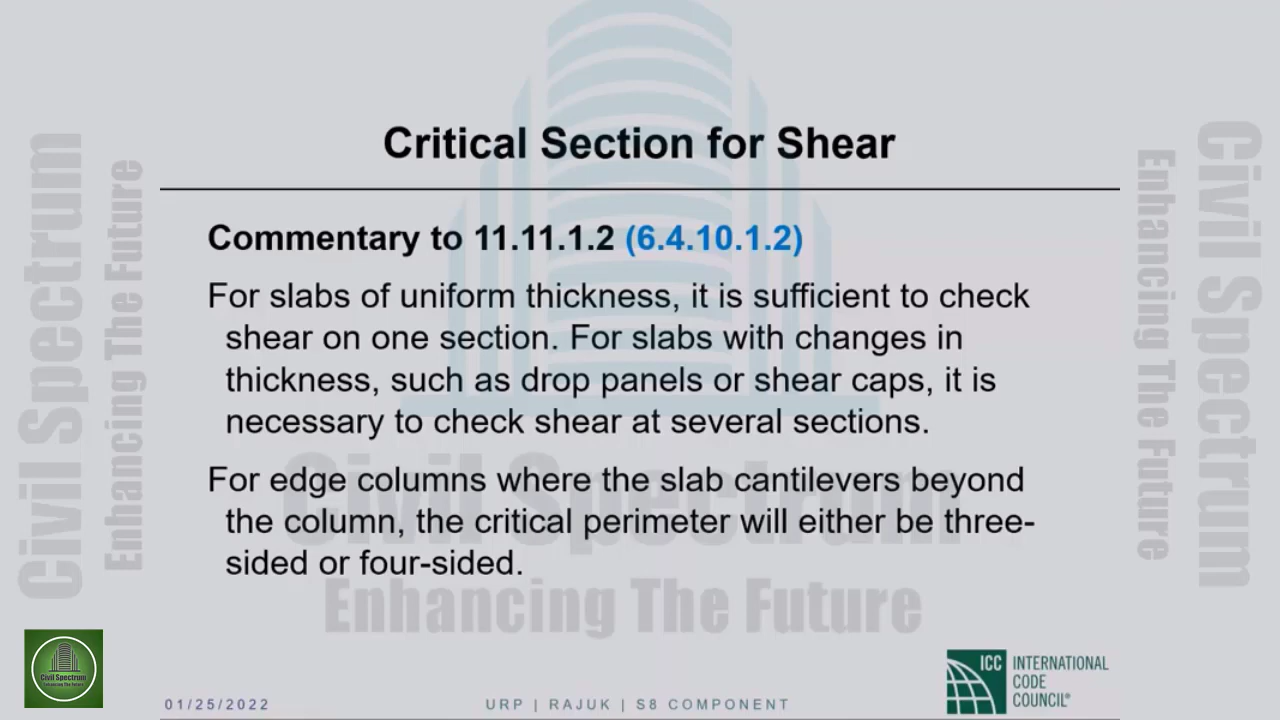 Critical Section for Shear
Commentary to 11.11.1.2 (6.4.10.1.2)
For slabs of uniform thickness, it is sufficient to check
shear on one section. For slabs with changes in
thickness, such as drop panels or shear caps, it is
necessary to check shear at several sections.
For edge columns where the slab cantilevers beyond
the column, the critical perimeter will either be three-
sided or four-sided.
Civil Spectrum
Enhancing The Future
Civil Spectrum
Enhancing The Future
Civil Spectrum
Enhancing The Future
Civil Spectrum
Enhancing The Future
01/25/2022
URP | RAJUK | S8 COMPONENT
ICC INTERNATIONAL
CODE
COUNCIL®